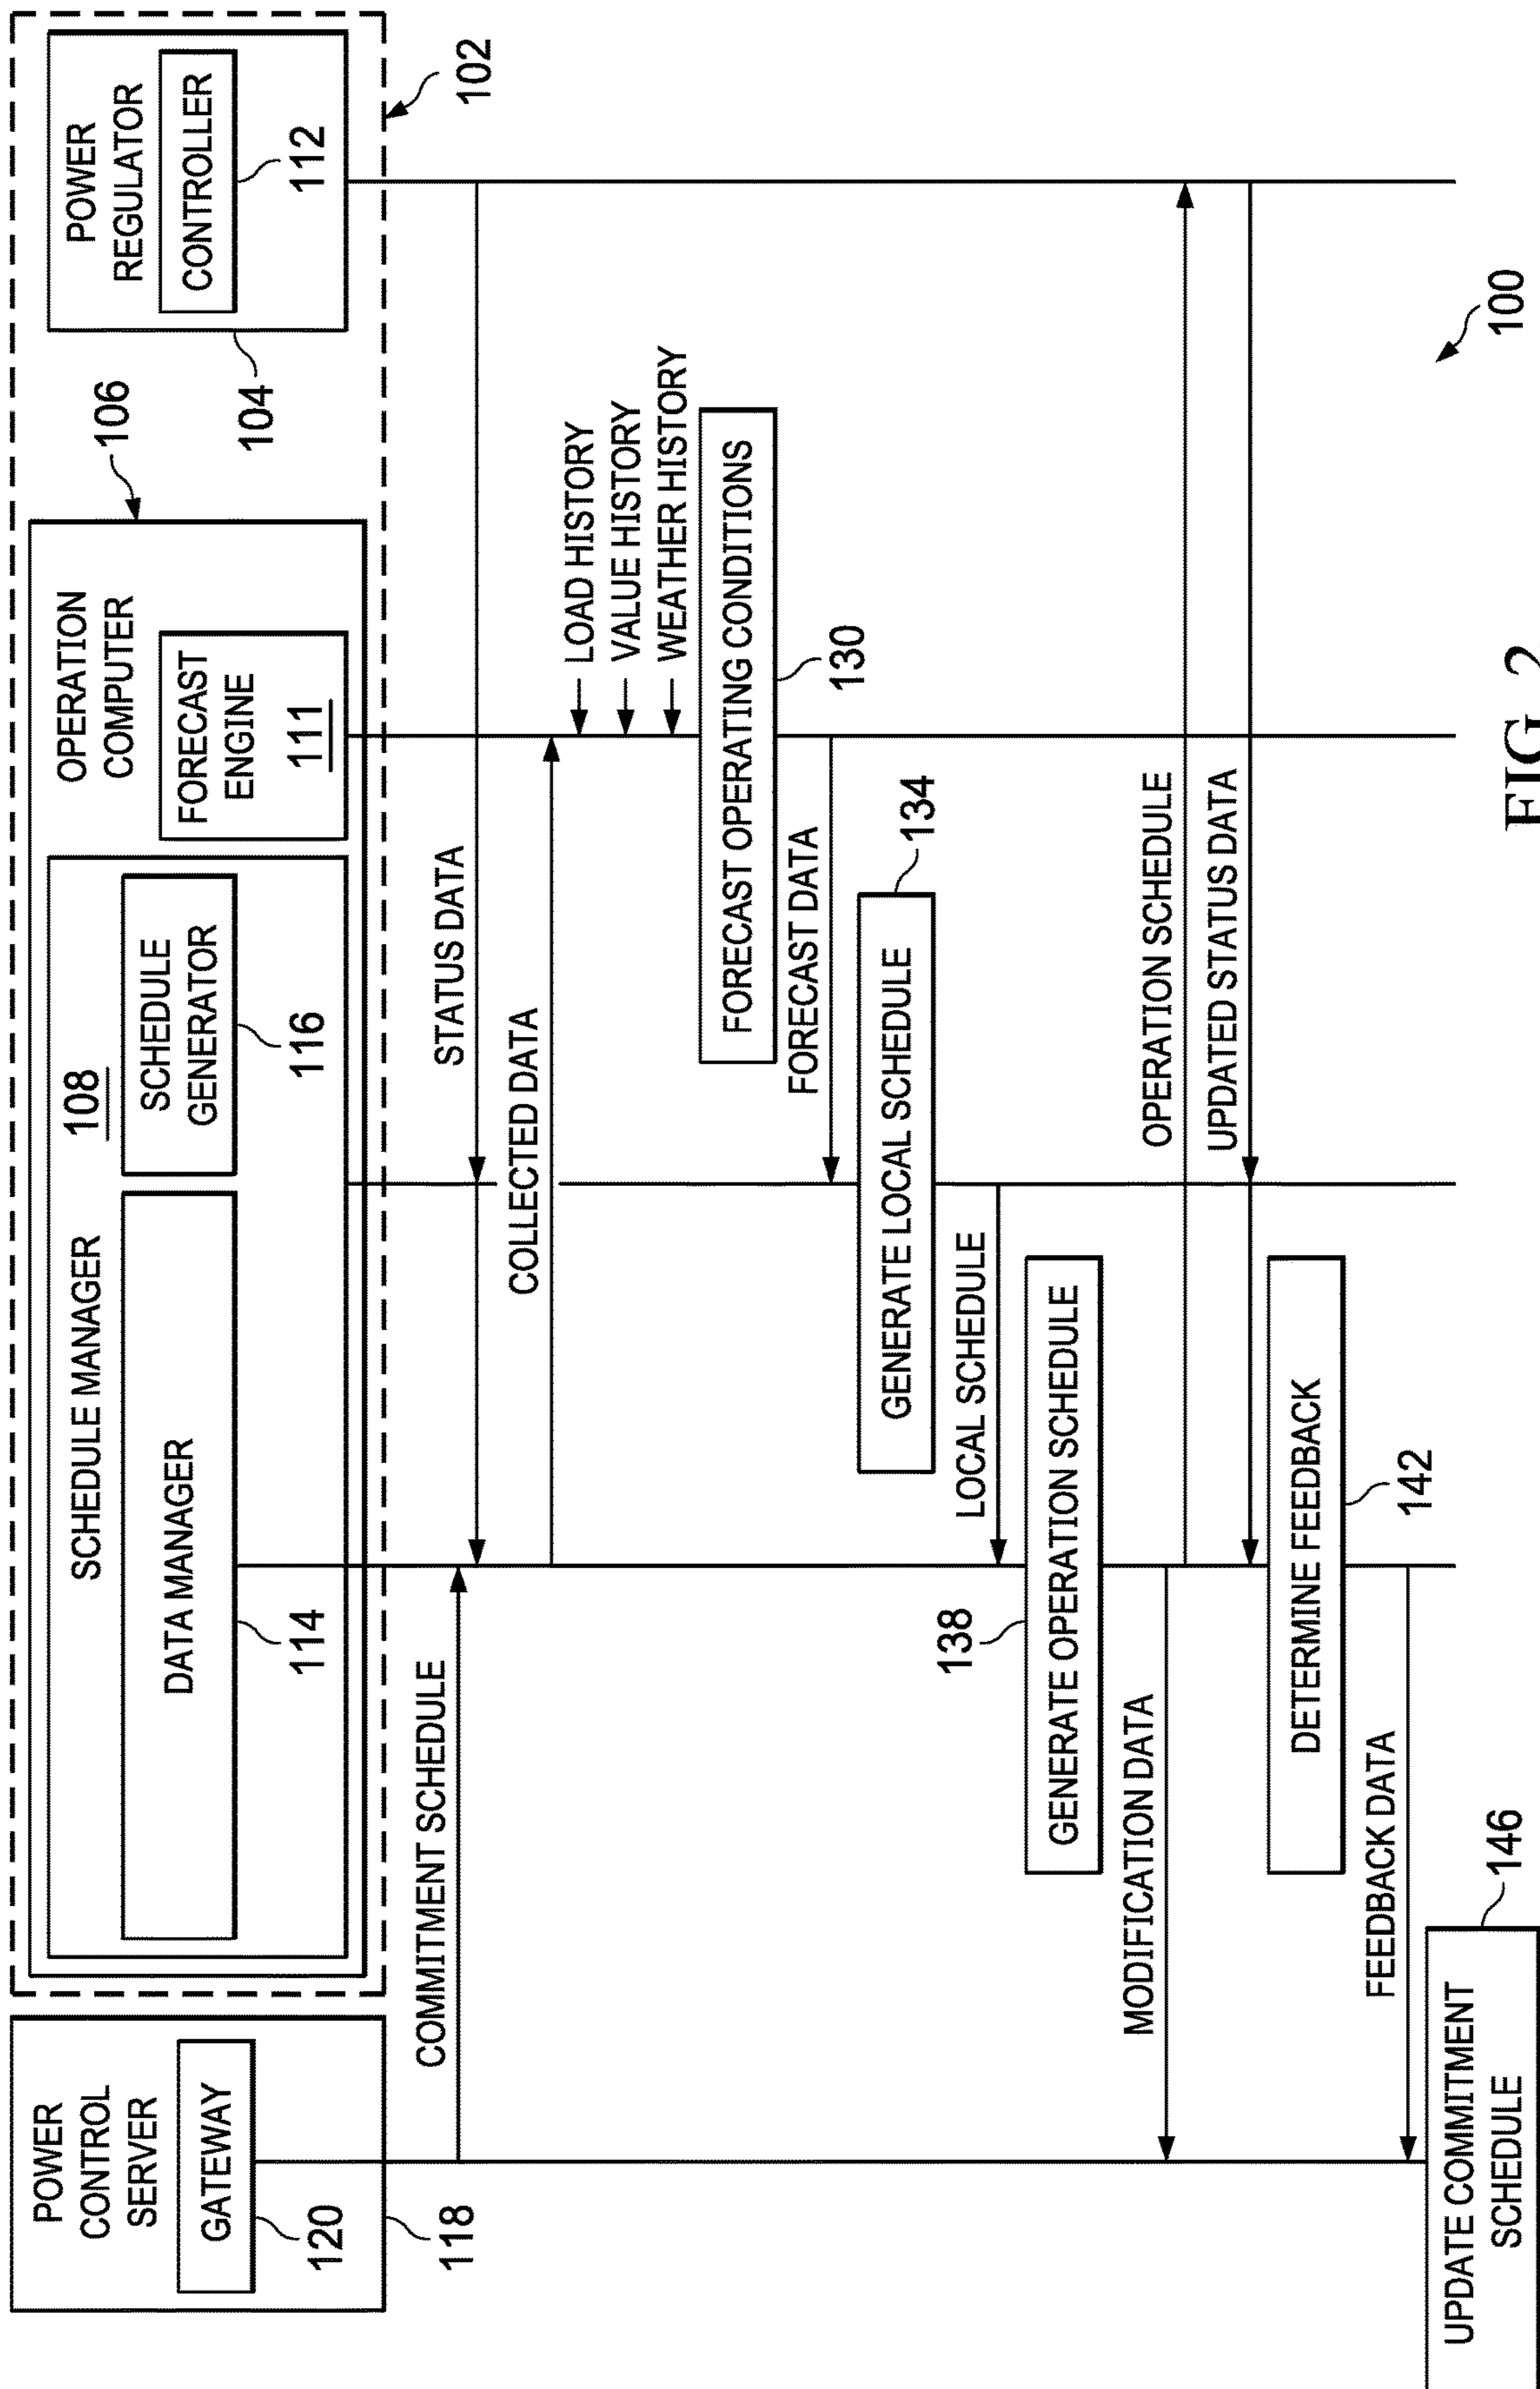 POWER
CONTROL
SERVER
GATEWAY
120
118
SCHEDULE MANAGER
108
DATA MANAGER
114
SCHEDULE
GENERATOR
116
OPERATION
COMPUTER
FORECAST
ENGINE
111
106
POWER
REGULATOR
CONTROLLER
112
104
102
COMMITMENT SCHEDULE
STATUS DATA
COLLECTED DATA
LOAD HISTORY
VALUE HISTORY
WEATHER HISTORY
FORECAST OPERATING CONDITIONS
130
FORECAST DATA
GENERATE LOCAL SCHEDULE
134
LOCAL SCHEDULE
138
GENERATE OPERATION SCHEDULE
MODIFICATION DATA
OPERATION SCHEDULE
UPDATED STATUS DATA
DETERMINE FEEDBACK
142
FEEDBACK DATA
UPDATE COMMITMENT
SCHEDULE
146
100
FIG. 2